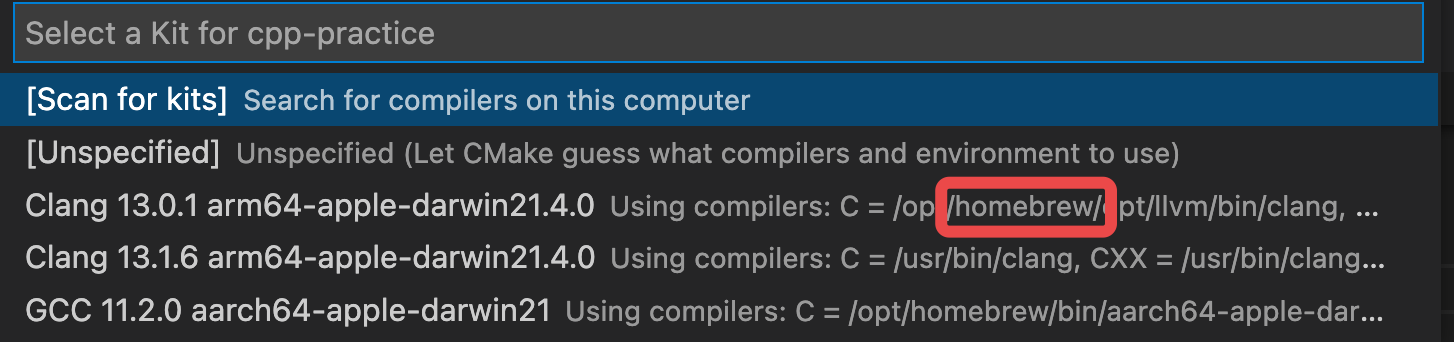 Select a Kit for cpp-practice
[Scan for kits] Search for compilers on this computer
[Unspecified] Unspecified (Let CMake guess what compilers and environment to use)
Clang 13.0.1 arm64-apple-darwin21.4.0 Using compilers: C = /opt/homebrew/opt/llvm/bin/clang, ...
Clang 13.1.6 arm64-apple-darwin21.4.0 Using compilers: C = /usr/bin/clang, CXX = /usr/bin/clang...
GCC 11.2.0 aarch64-apple-darwin21 Using compilers: C = /opt/homebrew/bin/aarch64-apple-dar...